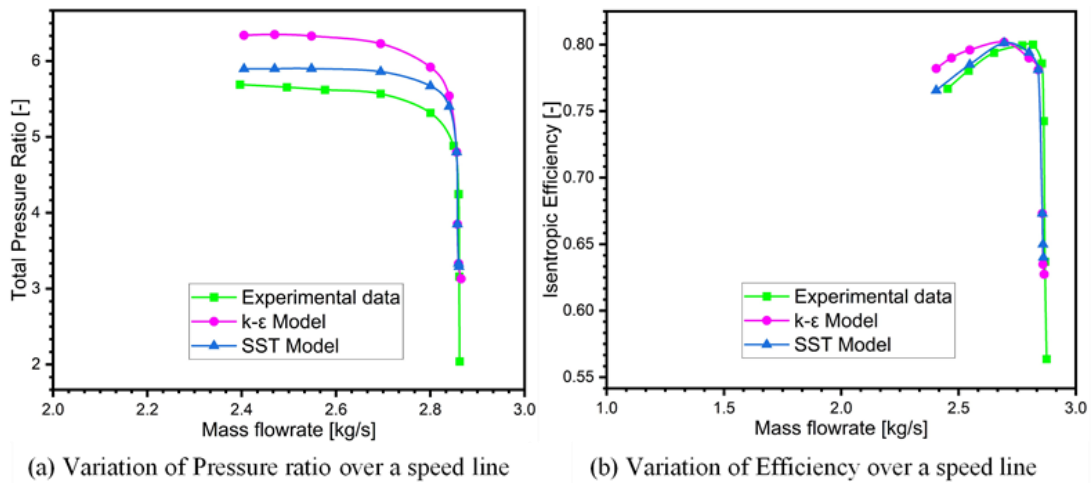 Total Pressure Ratio [-]
6
5
4
3
2
2.0
2.2
2.4
2.6
2.8
3.0
Mass flowrate [kg/s]
Experimental data
k-ε Model
SST Model
(a) Variation of Pressure ratio over a speed line
Isentropic Efficiency [-]
0.80
0.75
0.70
0.65
0.60
0.55
1.0
1.5
2.0
2.5
3.0
Mass flowrate [kg/s]
Experimental data
k-ε Model
SST Model
(b) Variation of Efficiency over a speed line